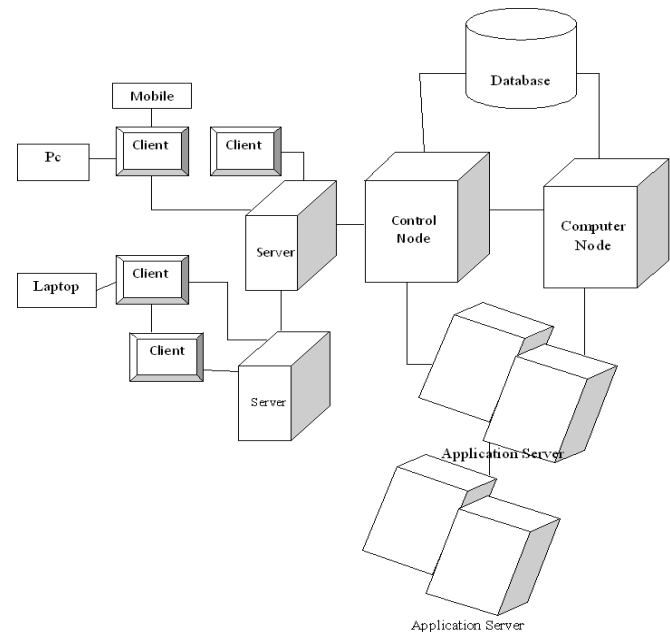 Database
Mobile
Client
Client
Pc
Control
Node
Computer
Node
Server
Client
Laptop
Client
Server
Application Server
Application Server